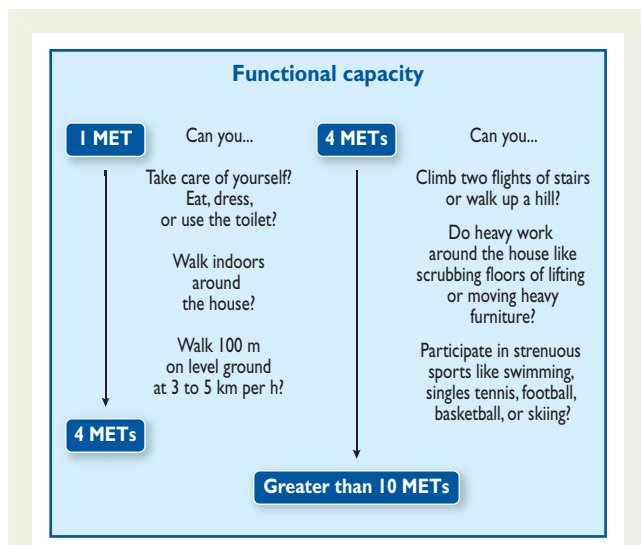 Functional capacity
1 MET
Can you...
Take care of yourself?
Eat, dress,
or use the toilet?
Walk indoors
around
the house?
Walk 100 m
on level ground
at 3 to 5 km per h?
4 METs
4 METs
Can you...
Climb two flights of stairs
or walk up a hill?
Do heavy work
around the house like
scrubbing floors of lifting
or moving heavy
furniture?
Participate in strenuous
sports like swimming,
singles tennis, football,
basketball, or skiing?
Greater than 10 METs